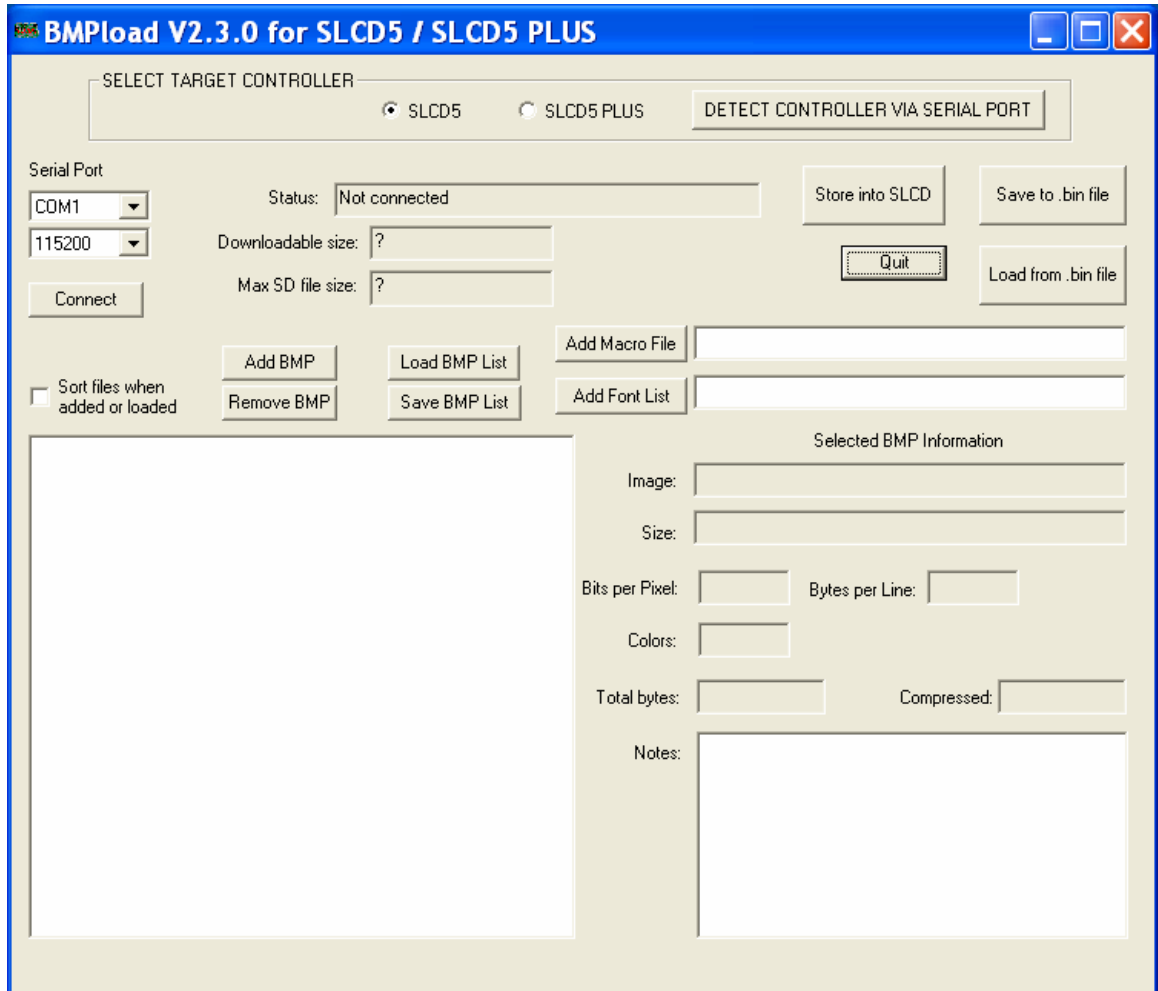 BMPload V2.3.0 for SLCD5 / SLCD5 PLUS
SELECT TARGET CONTROLLER
SLCD5
SLCD5 PLUS
DETECT CONTROLLER VIA SERIAL PORT
Serial Port
COM1
115200
Connect
Status: Not connected
Downloadable size: ?
Max SD file size: ?
Store into SLCD
Save to .bin file
Quit
Load from .bin file
Sort files when
added or loaded
Add BMP
Load BMP List
Remove BMP
Save BMP List
Add Macro File
Add Font List
Selected BMP Information
Image:
Size:
Bits per Pixel:
Bytes per Line:
Colors:
Total bytes:
Compressed:
Notes: